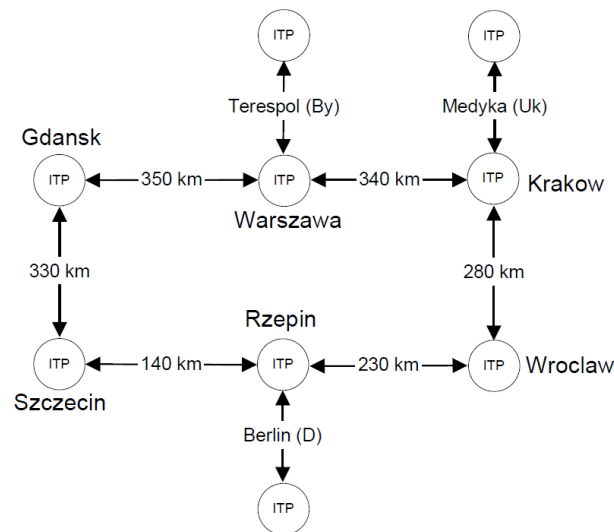 ITP
ITP
Terespol (By)
Medyka (Uk)
Gdansk
ITP
350 km
ITP
340 km
ITP
Krakow
Warszawa
330 km
280 km
Rzepin
ITP
140 km
ITP
230 km
ITP
Wroclaw
Szczecin
Berlin (D)
ITP